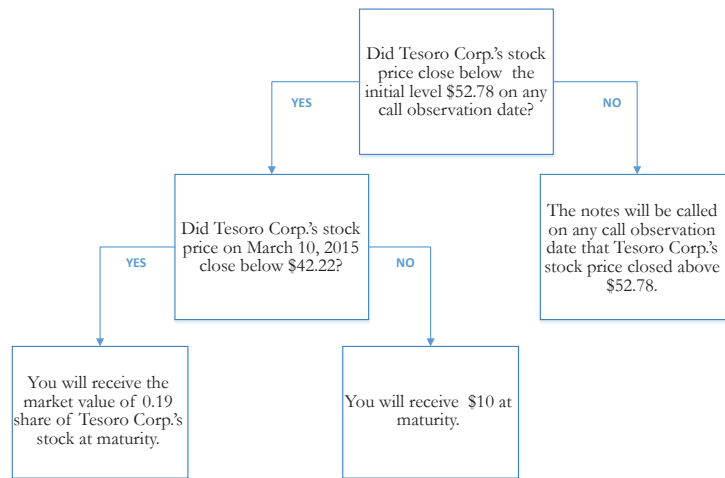 Did Tesoro Corp.'s stock
price close below the
initial level $52.78 on any
call observation date?
YES
NO
Did Tesoro Corp.'s stock
price on March 10, 2015
close below $42.22?
The notes will be called
on any call observation
date that Tesoro Corp.'s
stock price closed above
$52.78.
YES
NO
You will receive the
market value of 0.19
share of Tesoro Corp.'s
stock at maturity.
You will receive $10 at
maturity.